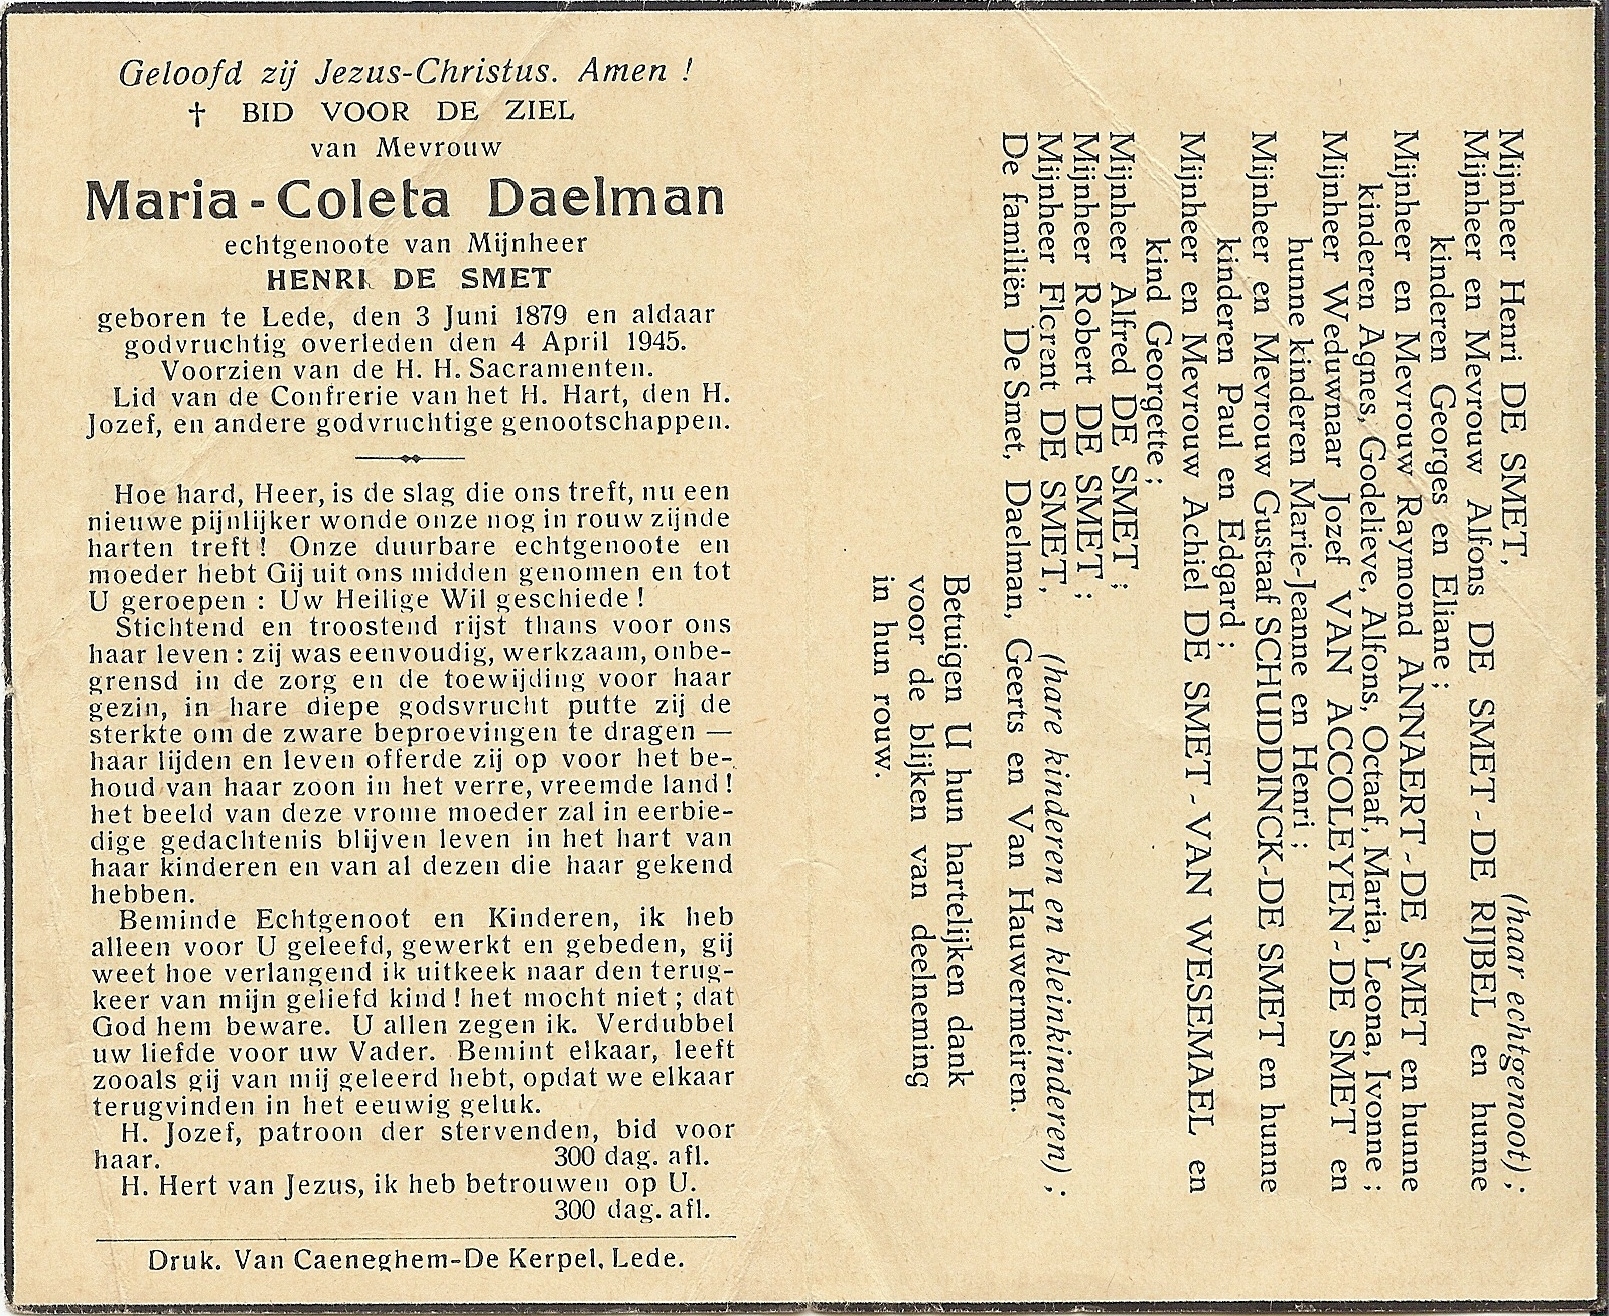 Geloofd zij Jezus-Christus. Amen !
† BID VOOR DE ZIEL
van Mevrouw
Maria-Coleta Daelman
echtgenoote van Mijnheer
HENRI DE SMET
geboren te Lede, den 3 Juni 1879 en aldaar
godvruchtig overleden den 4 April 1945.
Voorzien van de H. H. Sacramenten.
Lid van de Confrerie van het H. Hart, den H.
Jozef, en andere godvruchtige genootschappen.
Hoe hard, Heer, is de slag die ons treft, nu een
nieuwe pijnlijker wonde onze nog in rouw zijnde
harten treft ! Onze duurbare echtgenoote en
moeder hebt Gij uit ons midden genomen en tot
U geroepen : Uw Heilige Wil geschiede !
Stichtend en troostend rijst thans voor ons
haar leven : zij was eenvoudig, werkzaam, onbe-
grensd in de zorg en de toewijding voor haar
gezin, in hare diepe godsvrucht putte zij de
sterkte om de zware beproevingen te dragen —
haar lijden en leven offerde zij op voor het be-
houd van haar zoon in het verre, vreemde land !
het beeld van deze vrome moeder zal in eerbie-
dige gedachtenis blijven leven in het hart van
haar kinderen en van al dezen die haar gekend
hebben.
Beminde Echtgenoot en Kinderen, ik heb
alleen voor U geleefd, gewerkt en gebeden, gij
weet hoe verlangend ik uitkeek naar den terug-
keer van mijn geliefd kind ! het mocht niet ; dat
God hem beware. U allen zegen ik. Verdubbel
uw liefde voor uw Vader. Bemint elkaar, leeft
zooals gij van mij geleerd hebt, opdat we elkaar
terugvinden in het eeuwig geluk.
H. Jozef, patroon der stervenden, bid voor
haar. 300 dag. afl.
H. Hert van Jezus, ik heb betrouwen op U.
300 dag. afl.
Druk. Van Caeneghem-De Kerpel, Lede.
Mijnheer Henri DE SMET, (haar echtgenoot) ;
Mijnheer en Mevrouw Alfons DE SMET - DE RIJBEL en hunne
kinderen Georges en Eliane ;
Mijnheer en Mevrouw Raymond ANNAERT - DE SMET en hunne
kinderen Agnes, Godelieve, Alfons, Octaaf, Maria, Leona, Ivonne ;
Mijnheer Weduwnaar Jozef VAN ACCOLEYEN - DE SMET en
hunne kinderen Marie-Jeanne en Henri ;
Mijnheer en Mevrouw Gustaaf SCHUDDINCK-DE SMET en hunne
kinderen Paul en Edgard ;
Mijnheer en Mevrouw Achiel DE SMET - VAN WESEMAEL en
kind Georgette ;
Mijnheer Alfred DE SMET ;
Mijnheer Robert DE SMET ;
Mijnheer Florent DE SMET, (hare kinderen en kleinkinderen) ;
De familiën De Smet, Daelman, Geerts en Van Hauwermeiren.
Betuigen U hun hartelijken dank
voor de blijken van deelneming
in hun rouw.